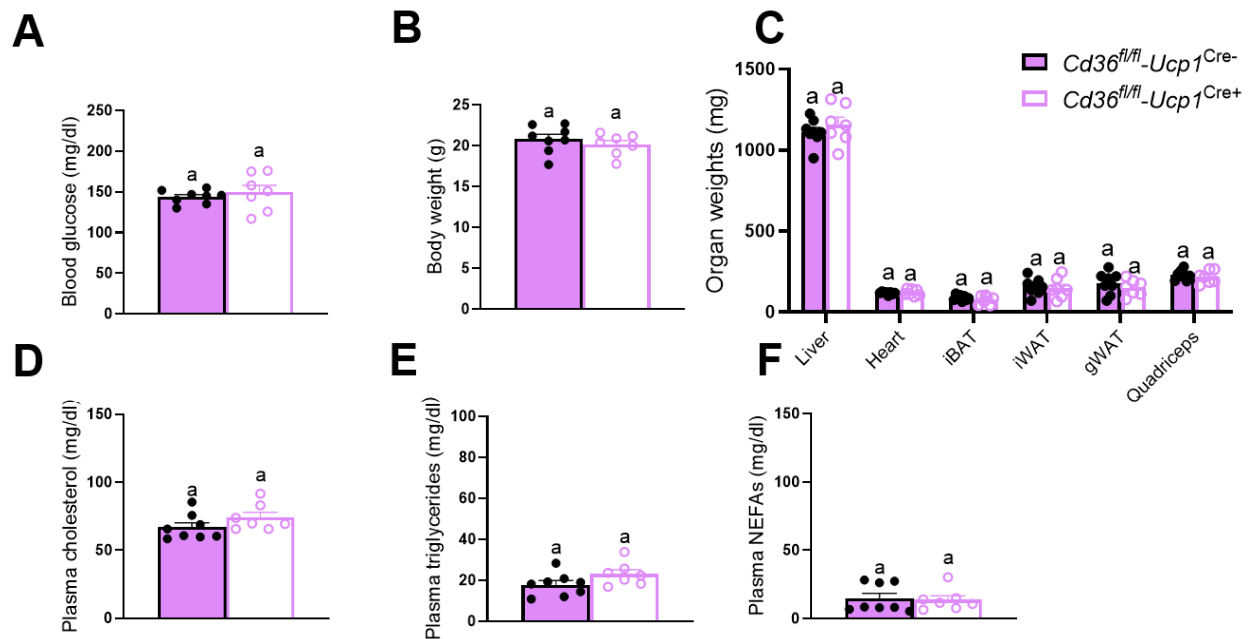 A
Blood glucose (mg/dl)
250
200
150
100
50
0
a
a
B
Body weight (g)
25
20
15
10
5
0
a
a
C
Organ weights (mg)
1500
1000
500
0
a a
a a
a a
a a
a a
a a
Liver
Heart
iBAT
iWAT
gWAT
Quadriceps
Cd36fl/fl-Ucp1Cre-
Cd36fl/fl-Ucp1Cre+
D
Plasma cholesterol (mg/dl)
150
100
50
0
a
a
E
Plasma triglycerides (mg/dl)
100
80
60
40
20
0
a
a
F
Plasma NEFAs (mg/dl)
150
100
50
0
a
a